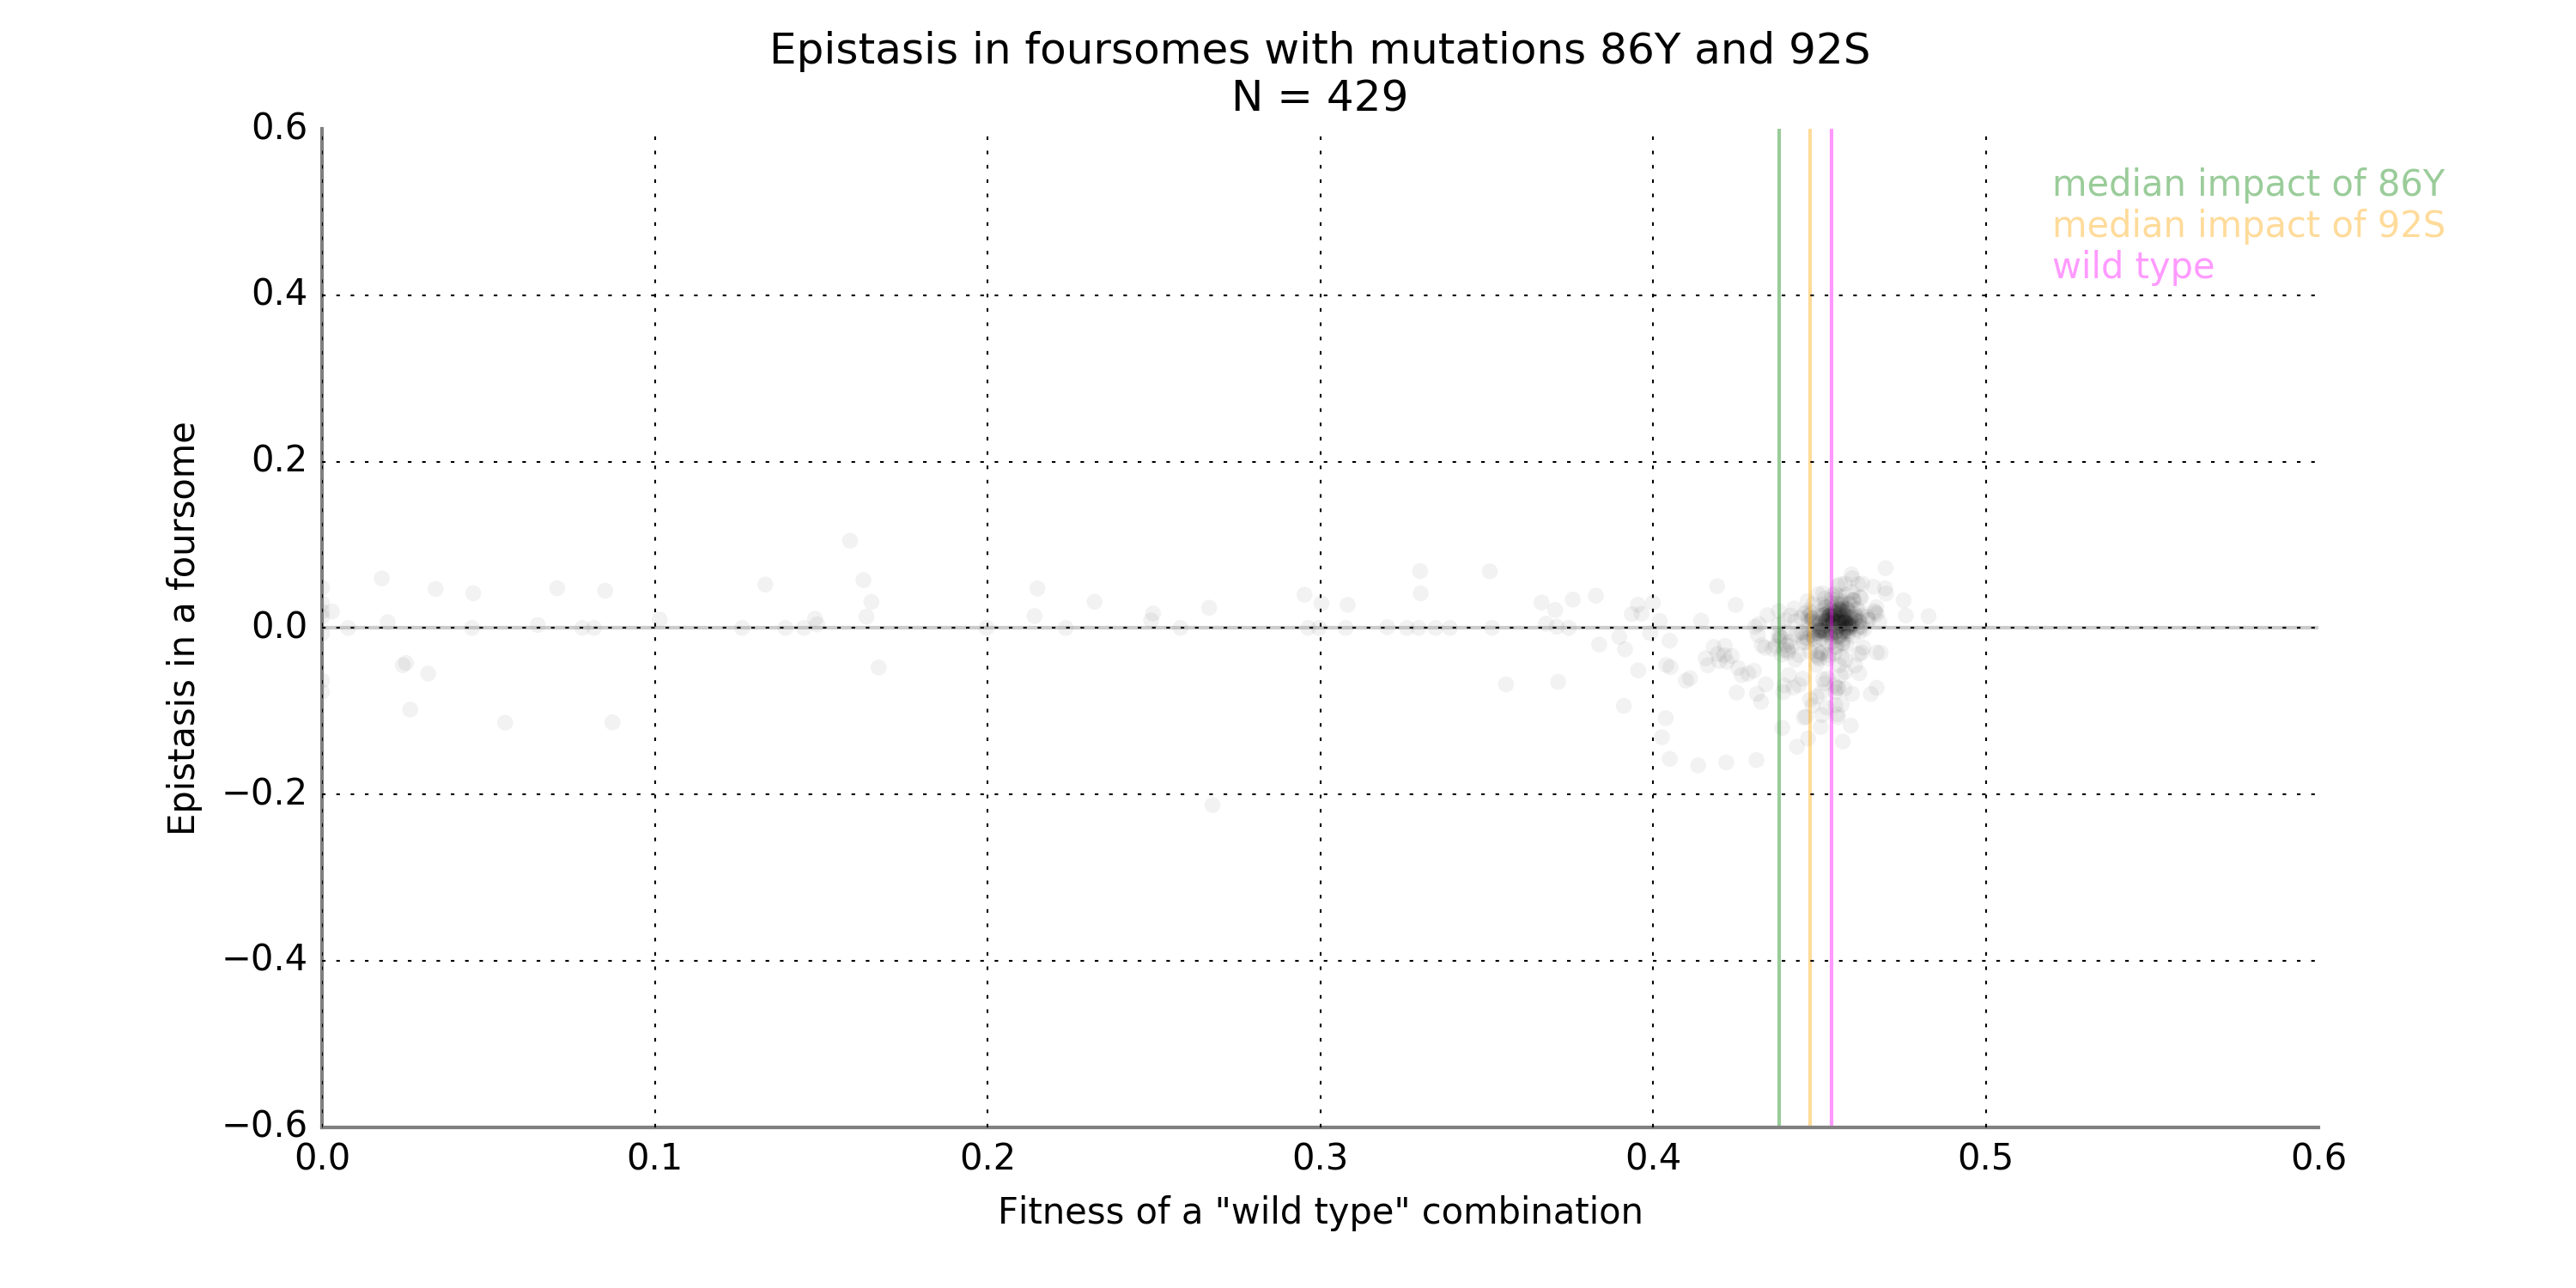 Epistasis in foursomes with mutations 86Y and 92S
N = 429
0.6
0.4
0.2
0.0
−0.2
−0.4
−0.6
Epistasis in a foursome
median impact of 86Y
median impact of 92S
wild type
0.0 0.1 0.2 0.3 0.4 0.5 0.6
Fitness of a "wild type" combination